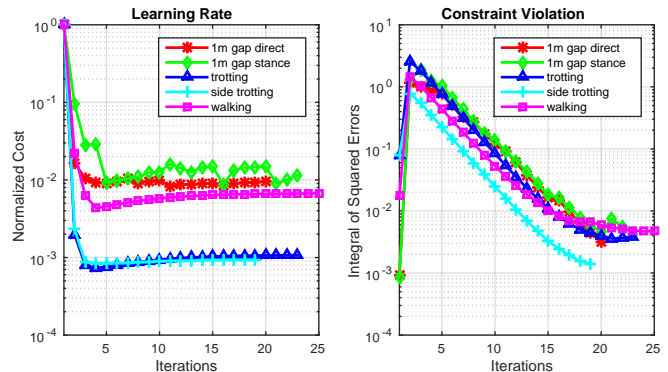 Learning Rate
Normalized Cost
10^0
10^-1
10^-2
10^-3
10^-4
5 10 15 20 25
Iterations
1m gap direct
1m gap stance
trotting
side trotting
walking
Constraint Violation
Integral of Squared Errors
10^1
10^0
10^-1
10^-2
10^-3
10^-4
5 10 15 20 25
Iterations
1m gap direct
1m gap stance
trotting
side trotting
walking